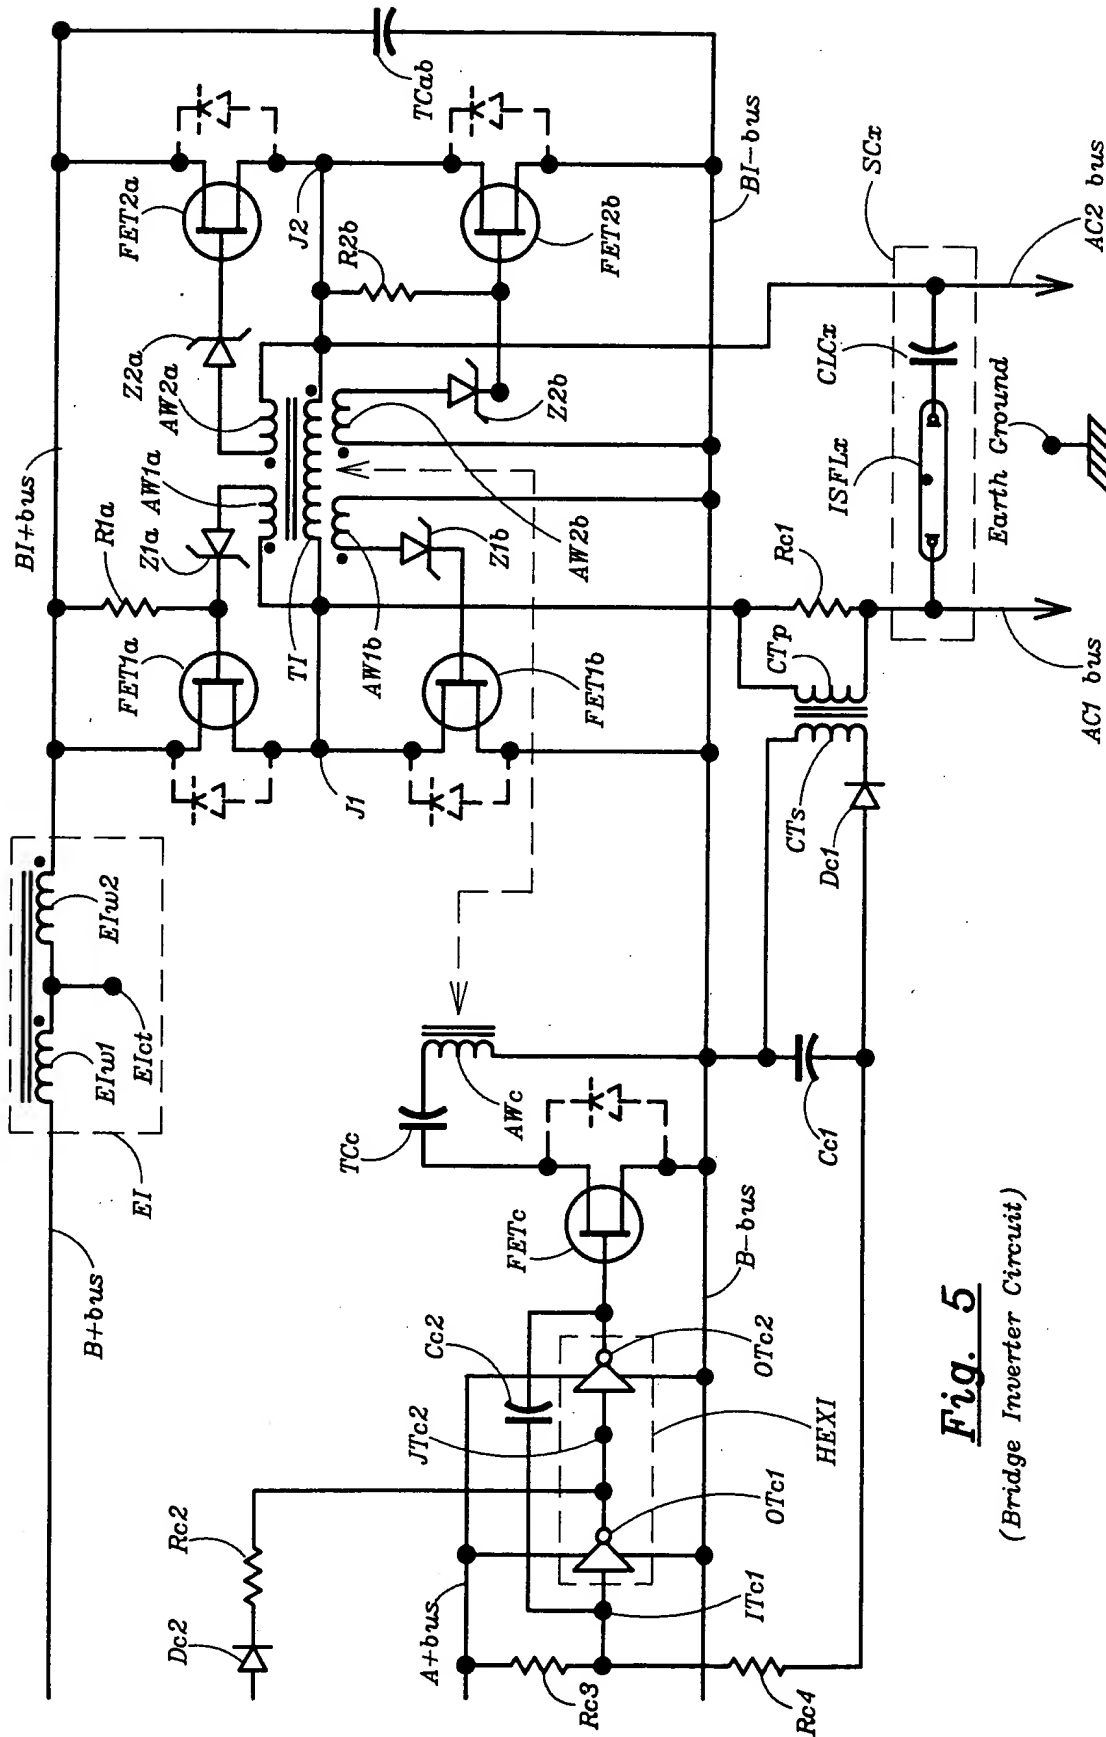 B+bus
EI
EIw1
EIct
EIw2
BI+bus
R1a
Z1a
AW1a
AW2a
Z2a
FET1a
FET2a
TCab
TI
J1
J2
AW1b
R2b
FET1b
Z1b
AW2b
Z2b
FET2b
BI-bus
Dc2
Rc2
A+bus
JTc2
Cc2
FETc
TCc
AWc
Rc3
ITc1
OTc1
HEXI
OTc2
B-bus
Rc4
Cc1
Dc1
CTs
CTp
Rc1
ISFLx
CLCx
SCx
Earth Ground
AC1 bus
AC2 bus
Fig. 5
(Bridge Inverter Circuit)